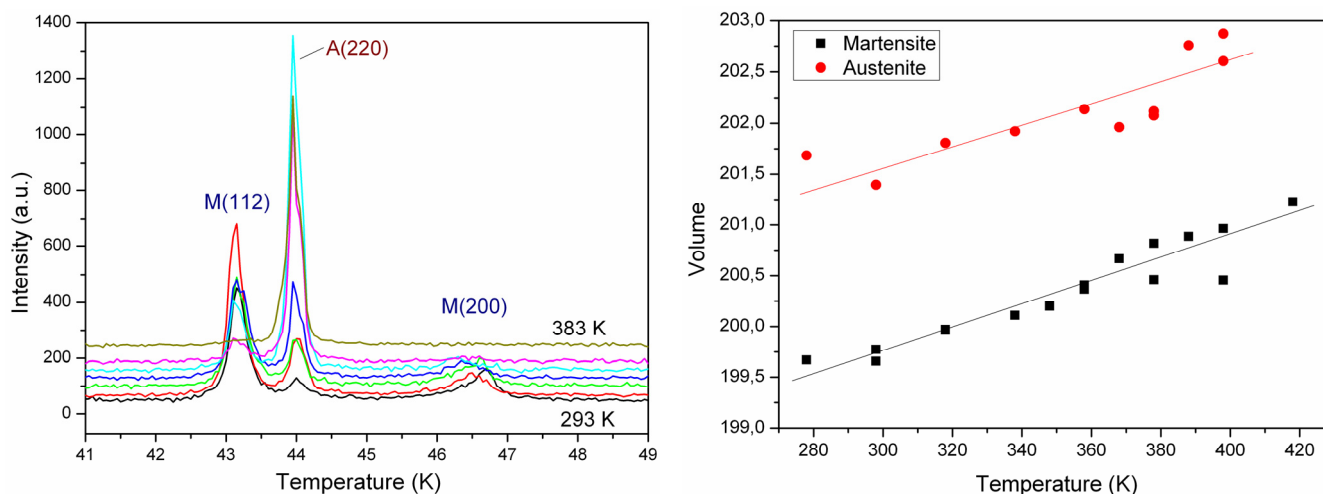 1400
1200
1000
800
600
400
200
0
Intensity (a.u.)
A(220)
M(112)
M(200)
383 K
293 K
41 42 43 44 45 46 47 48 49
Temperature (K)
203,0
202,5
202,0
201,5
201,0
200,5
200,0
199,5
199,0
Volume
Martensite
Austenite
280 300 320 340 360 380 400 420
Temperature (K)